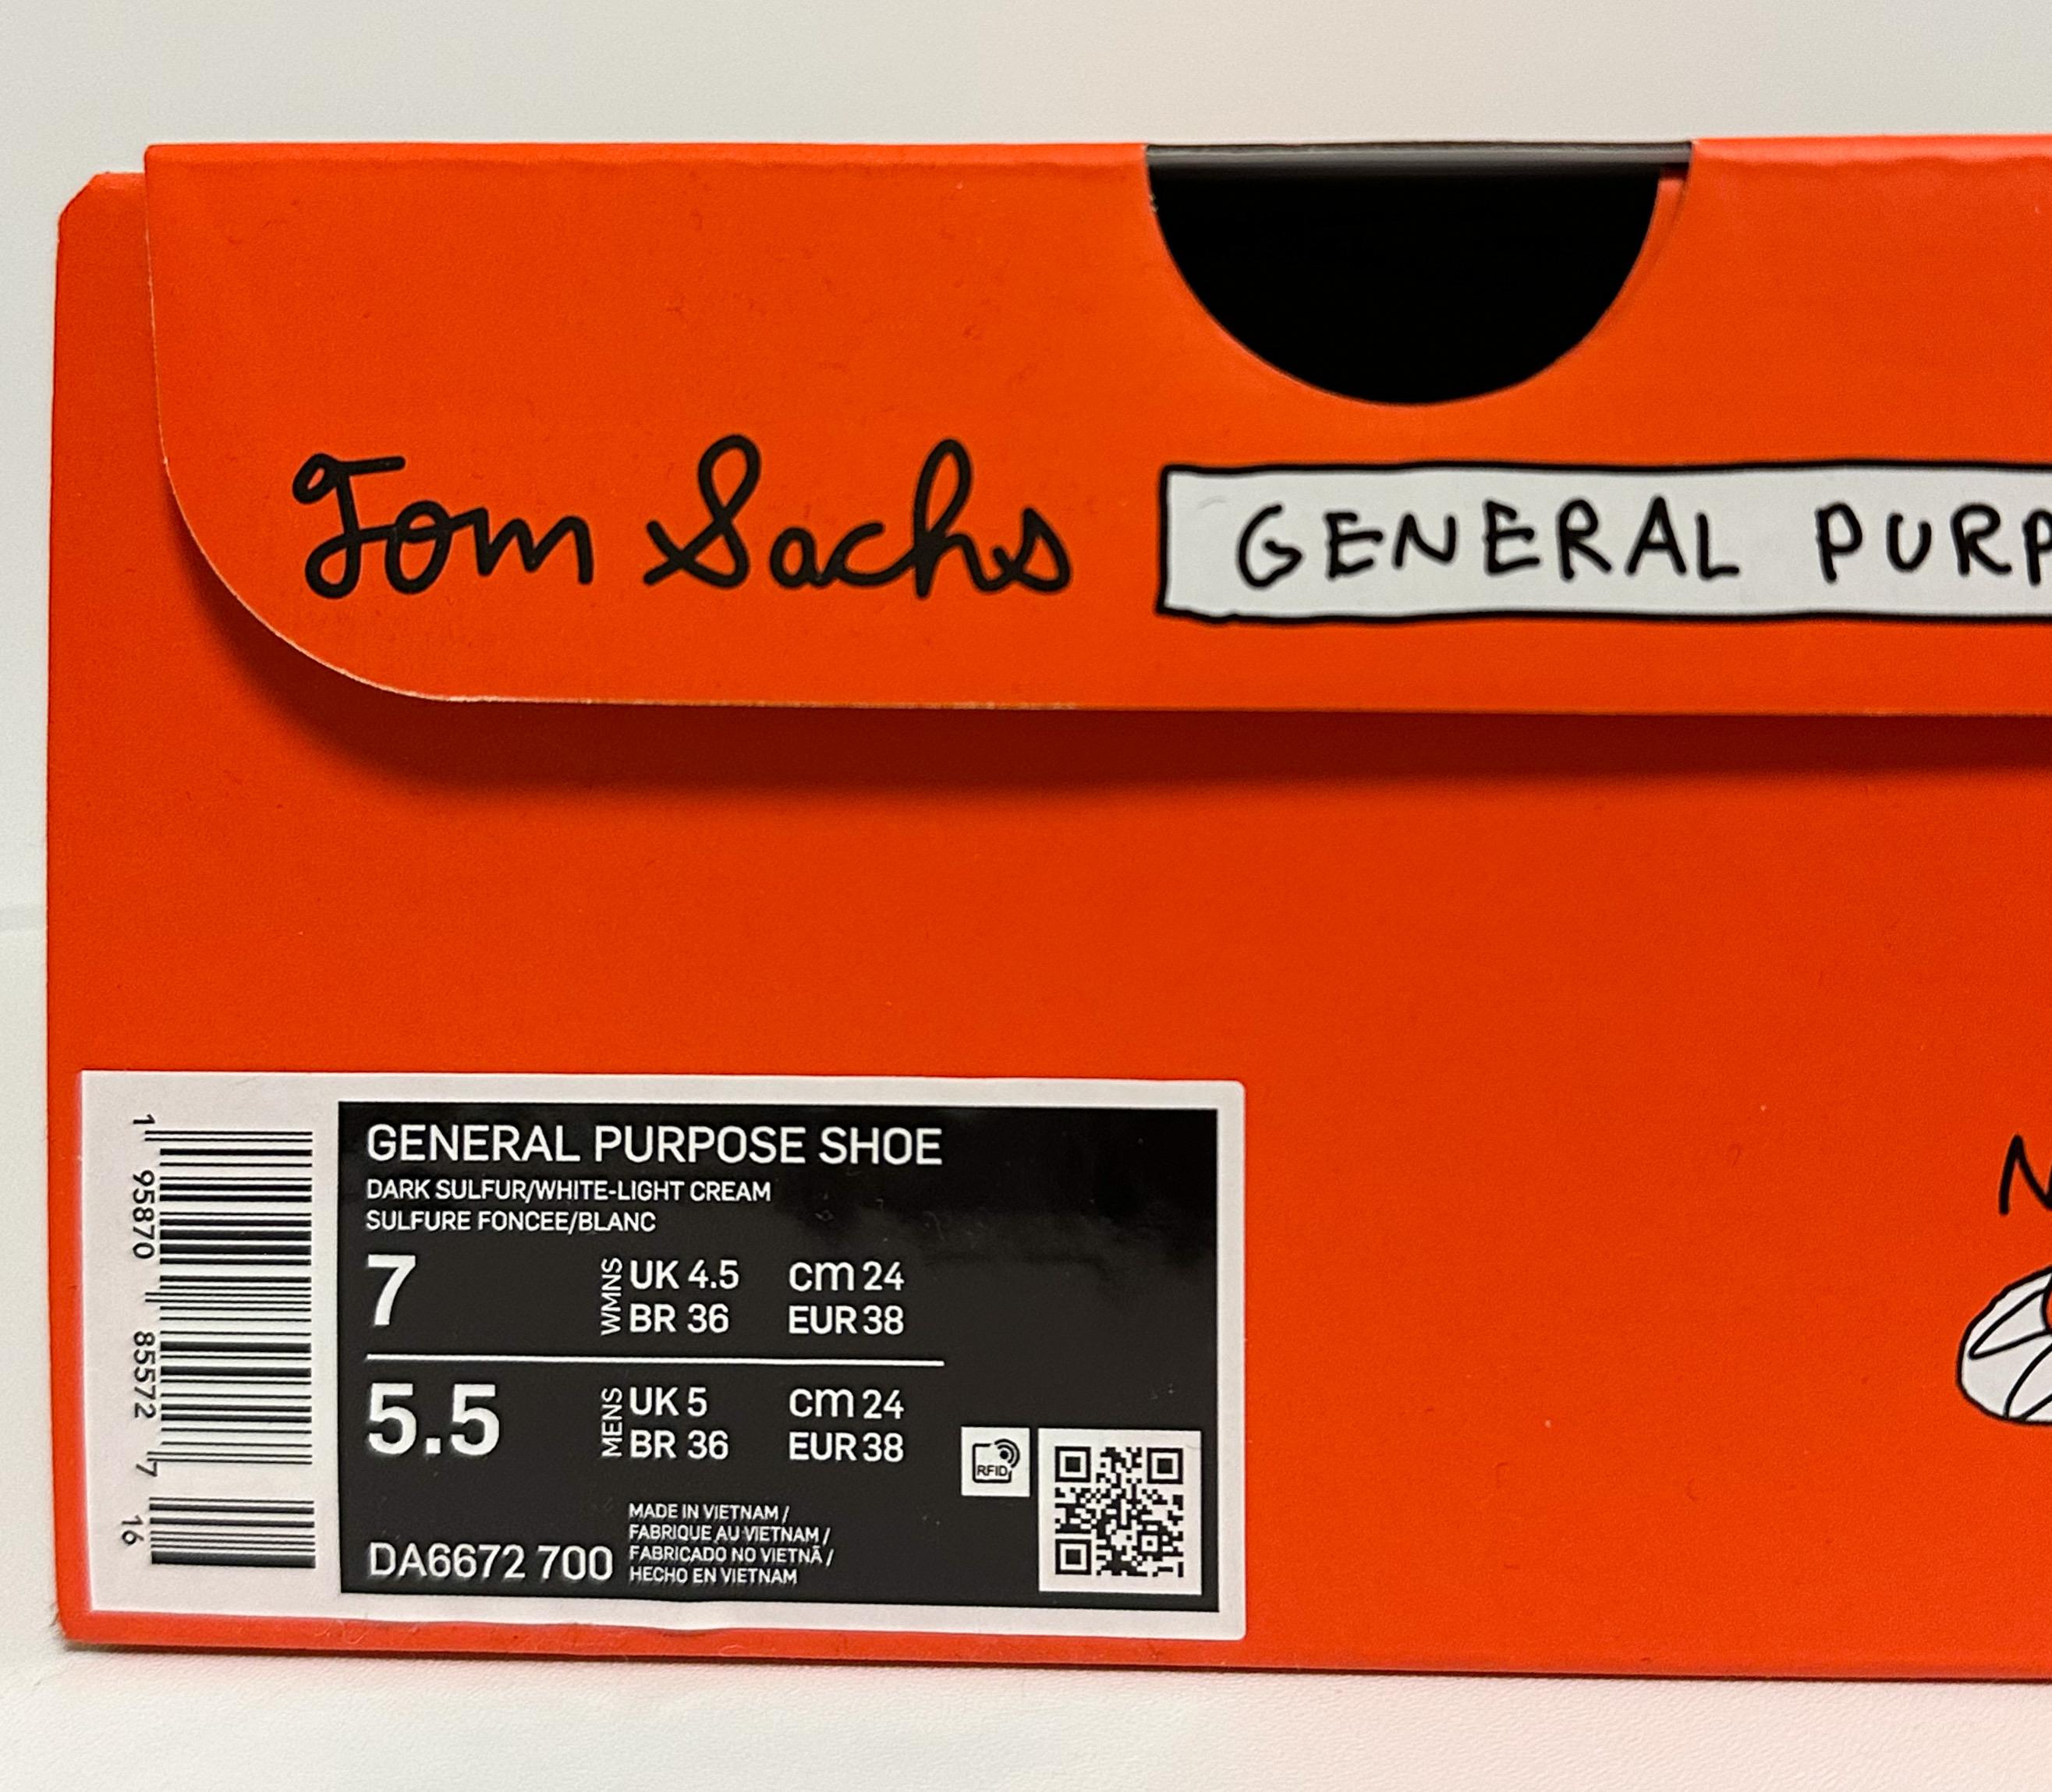 Tom Sachs
GENERAL PURP
GENERAL PURPOSE SHOE
DARK SULFUR/WHITE-LIGHT CREAM
SULFURE FONCEE/BLANC
7 WMNS UK 4.5 cm 24
BR 36 EUR 38
5.5 MENS UK 5 cm 24
BR 36 EUR 38
RFID
MADE IN VIETNAM /
FABRIQUE AU VIETNAM /
FABRICADO NO VIETNÃ /
HECHO EN VIETNAM
DA6672 700
1 95870 85572 7 16
N